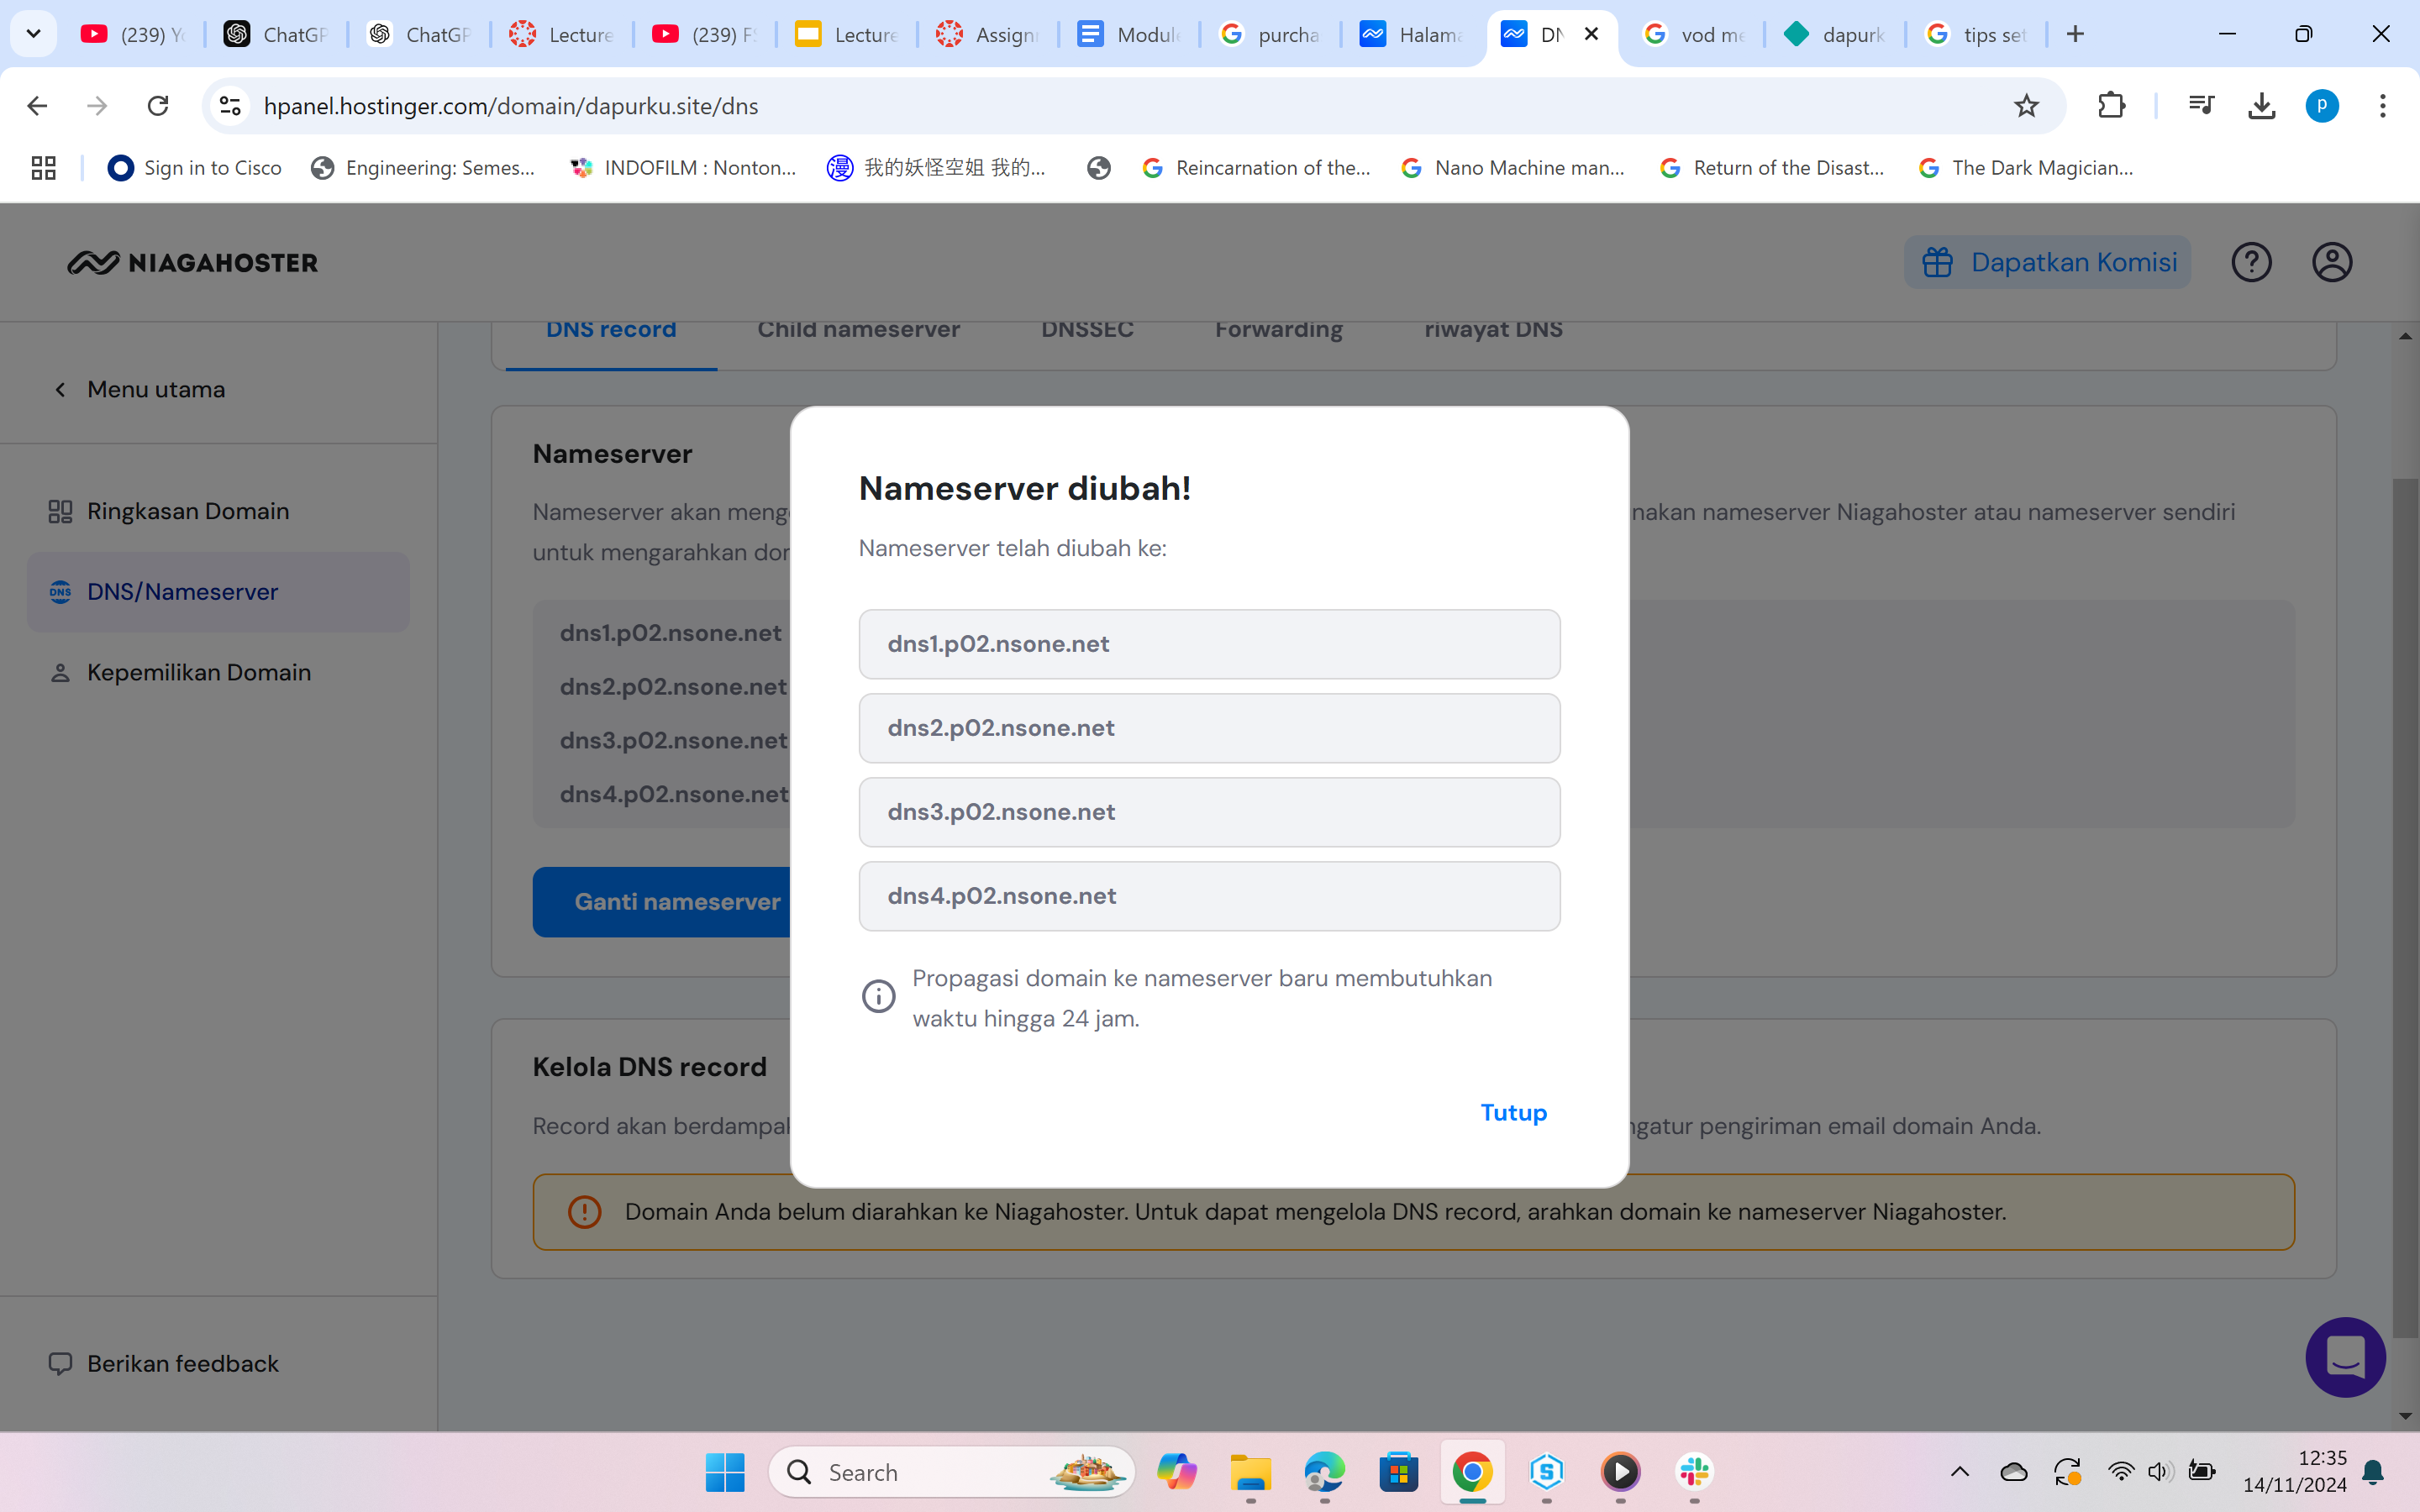 (239) Yo
ChatGP
ChatGP
Lecture
(239) FS
Lecture
Assign
Module
purcha
Halama
DN
vod me
dapurk
tips set
hpanel.hostinger.com/domain/dapurku.site/dns
p
Sign in to Cisco
Engineering: Semes...
INDOFILM : Nonton...
漫 我的妖怪空姐 我的...
Reincarnation of the...
Nano Machine man...
Return of the Disast...
The Dark Magician...
NIAGAHOSTER
Dapatkan Komisi
DNS record
Child nameserver
DNSSEC
Forwarding
riwayat DNS
Menu utama
Ringkasan Domain
DNS DNS/Nameserver
Kepemilikan Domain
Berikan feedback
Nameserver
Nameserver akan meng
nakan nameserver Niagahoster atau nameserver sendiri
untuk mengarahkan dor
dns1.p02.nsone.net
dns2.p02.nsone.net
dns3.p02.nsone.net
dns4.p02.nsone.net
Ganti nameserver
Nameserver diubah!
Nameserver telah diubah ke:
dns1.p02.nsone.net
dns2.p02.nsone.net
dns3.p02.nsone.net
dns4.p02.nsone.net
Propagasi domain ke nameserver baru membutuhkan
waktu hingga 24 jam.
Tutup
Kelola DNS record
Record akan berdampak
ngatur pengiriman email domain Anda.
Domain Anda belum diarahkan ke Niagahoster. Untuk dapat mengelola DNS record, arahkan domain ke nameserver Niagahoster.
Search
12:35
14/11/2024